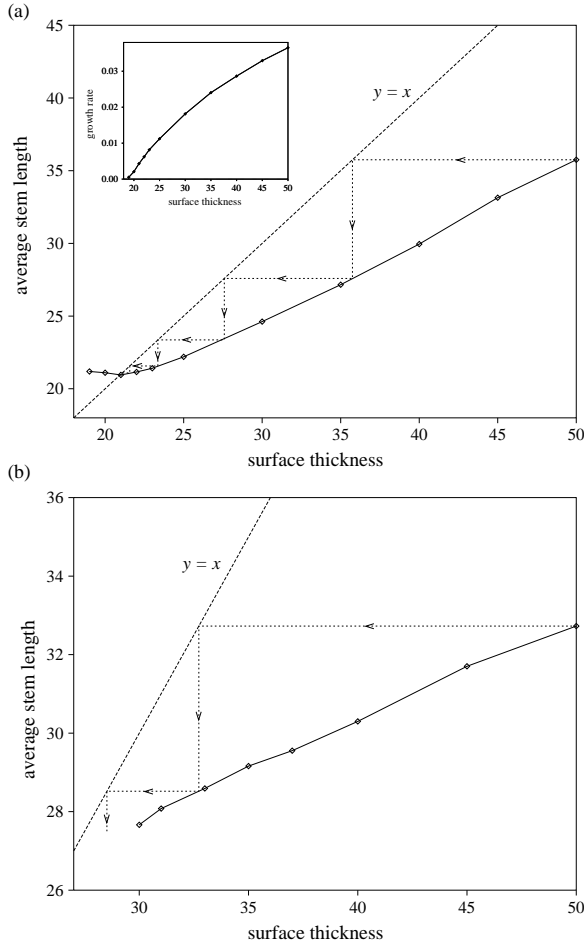 (a)
45
40
35
30
25
20
average stem length
20 25 30 35 40 45 50
surface thickness
y = x
0.03
0.02
0.01
0.00
growth rate
20 25 30 35 40 45 50
surface thickness
(b)
36
34
32
30
28
26
average stem length
30 35 40 45 50
surface thickness
y = x